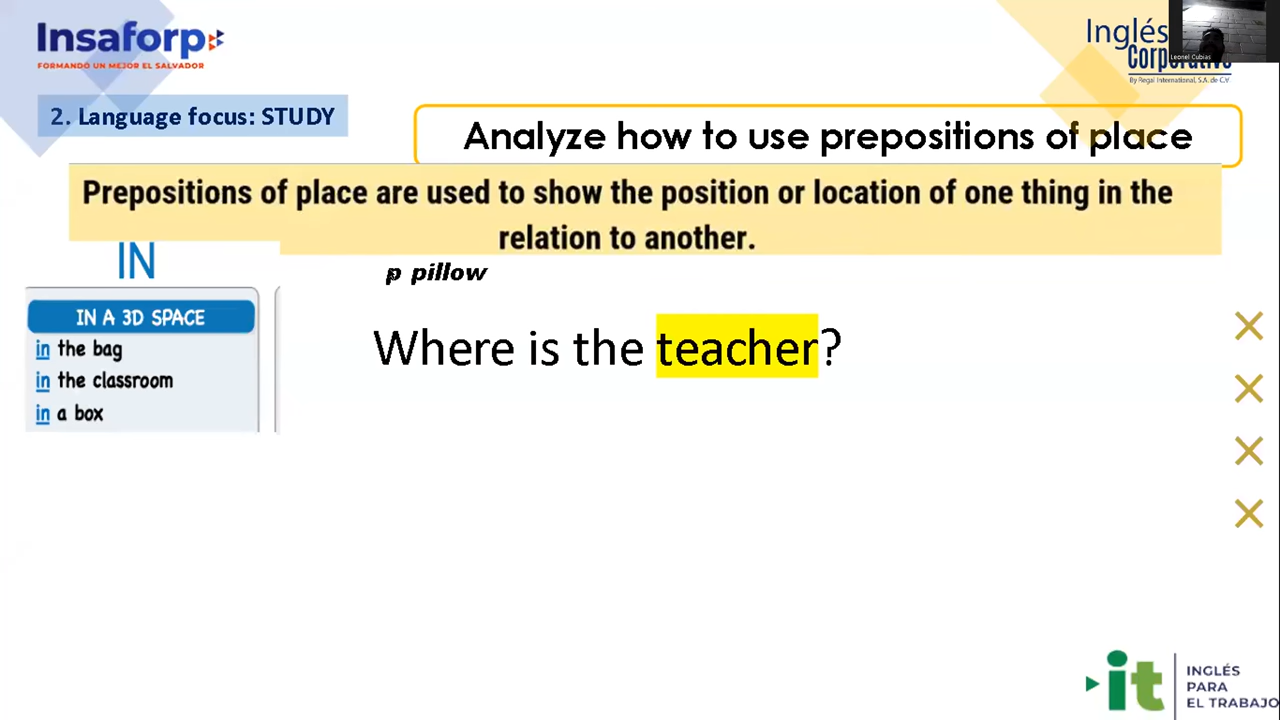 Insaforp
FORMANDO UN MEJOR EL SALVADOR
Inglés
Corporativo
By Regal International, S.A. de C.V
Leonel Cubias
2. Language focus: STUDY
Analyze how to use prepositions of place
Prepositions of place are used to show the position or location of one thing in the
relation to another.
IN
p pillow
IN A 3D SPACE
in the bag
in the classroom
in a box
Where is the teacher?
it
INGLÉS
PARA
EL TRABAJO